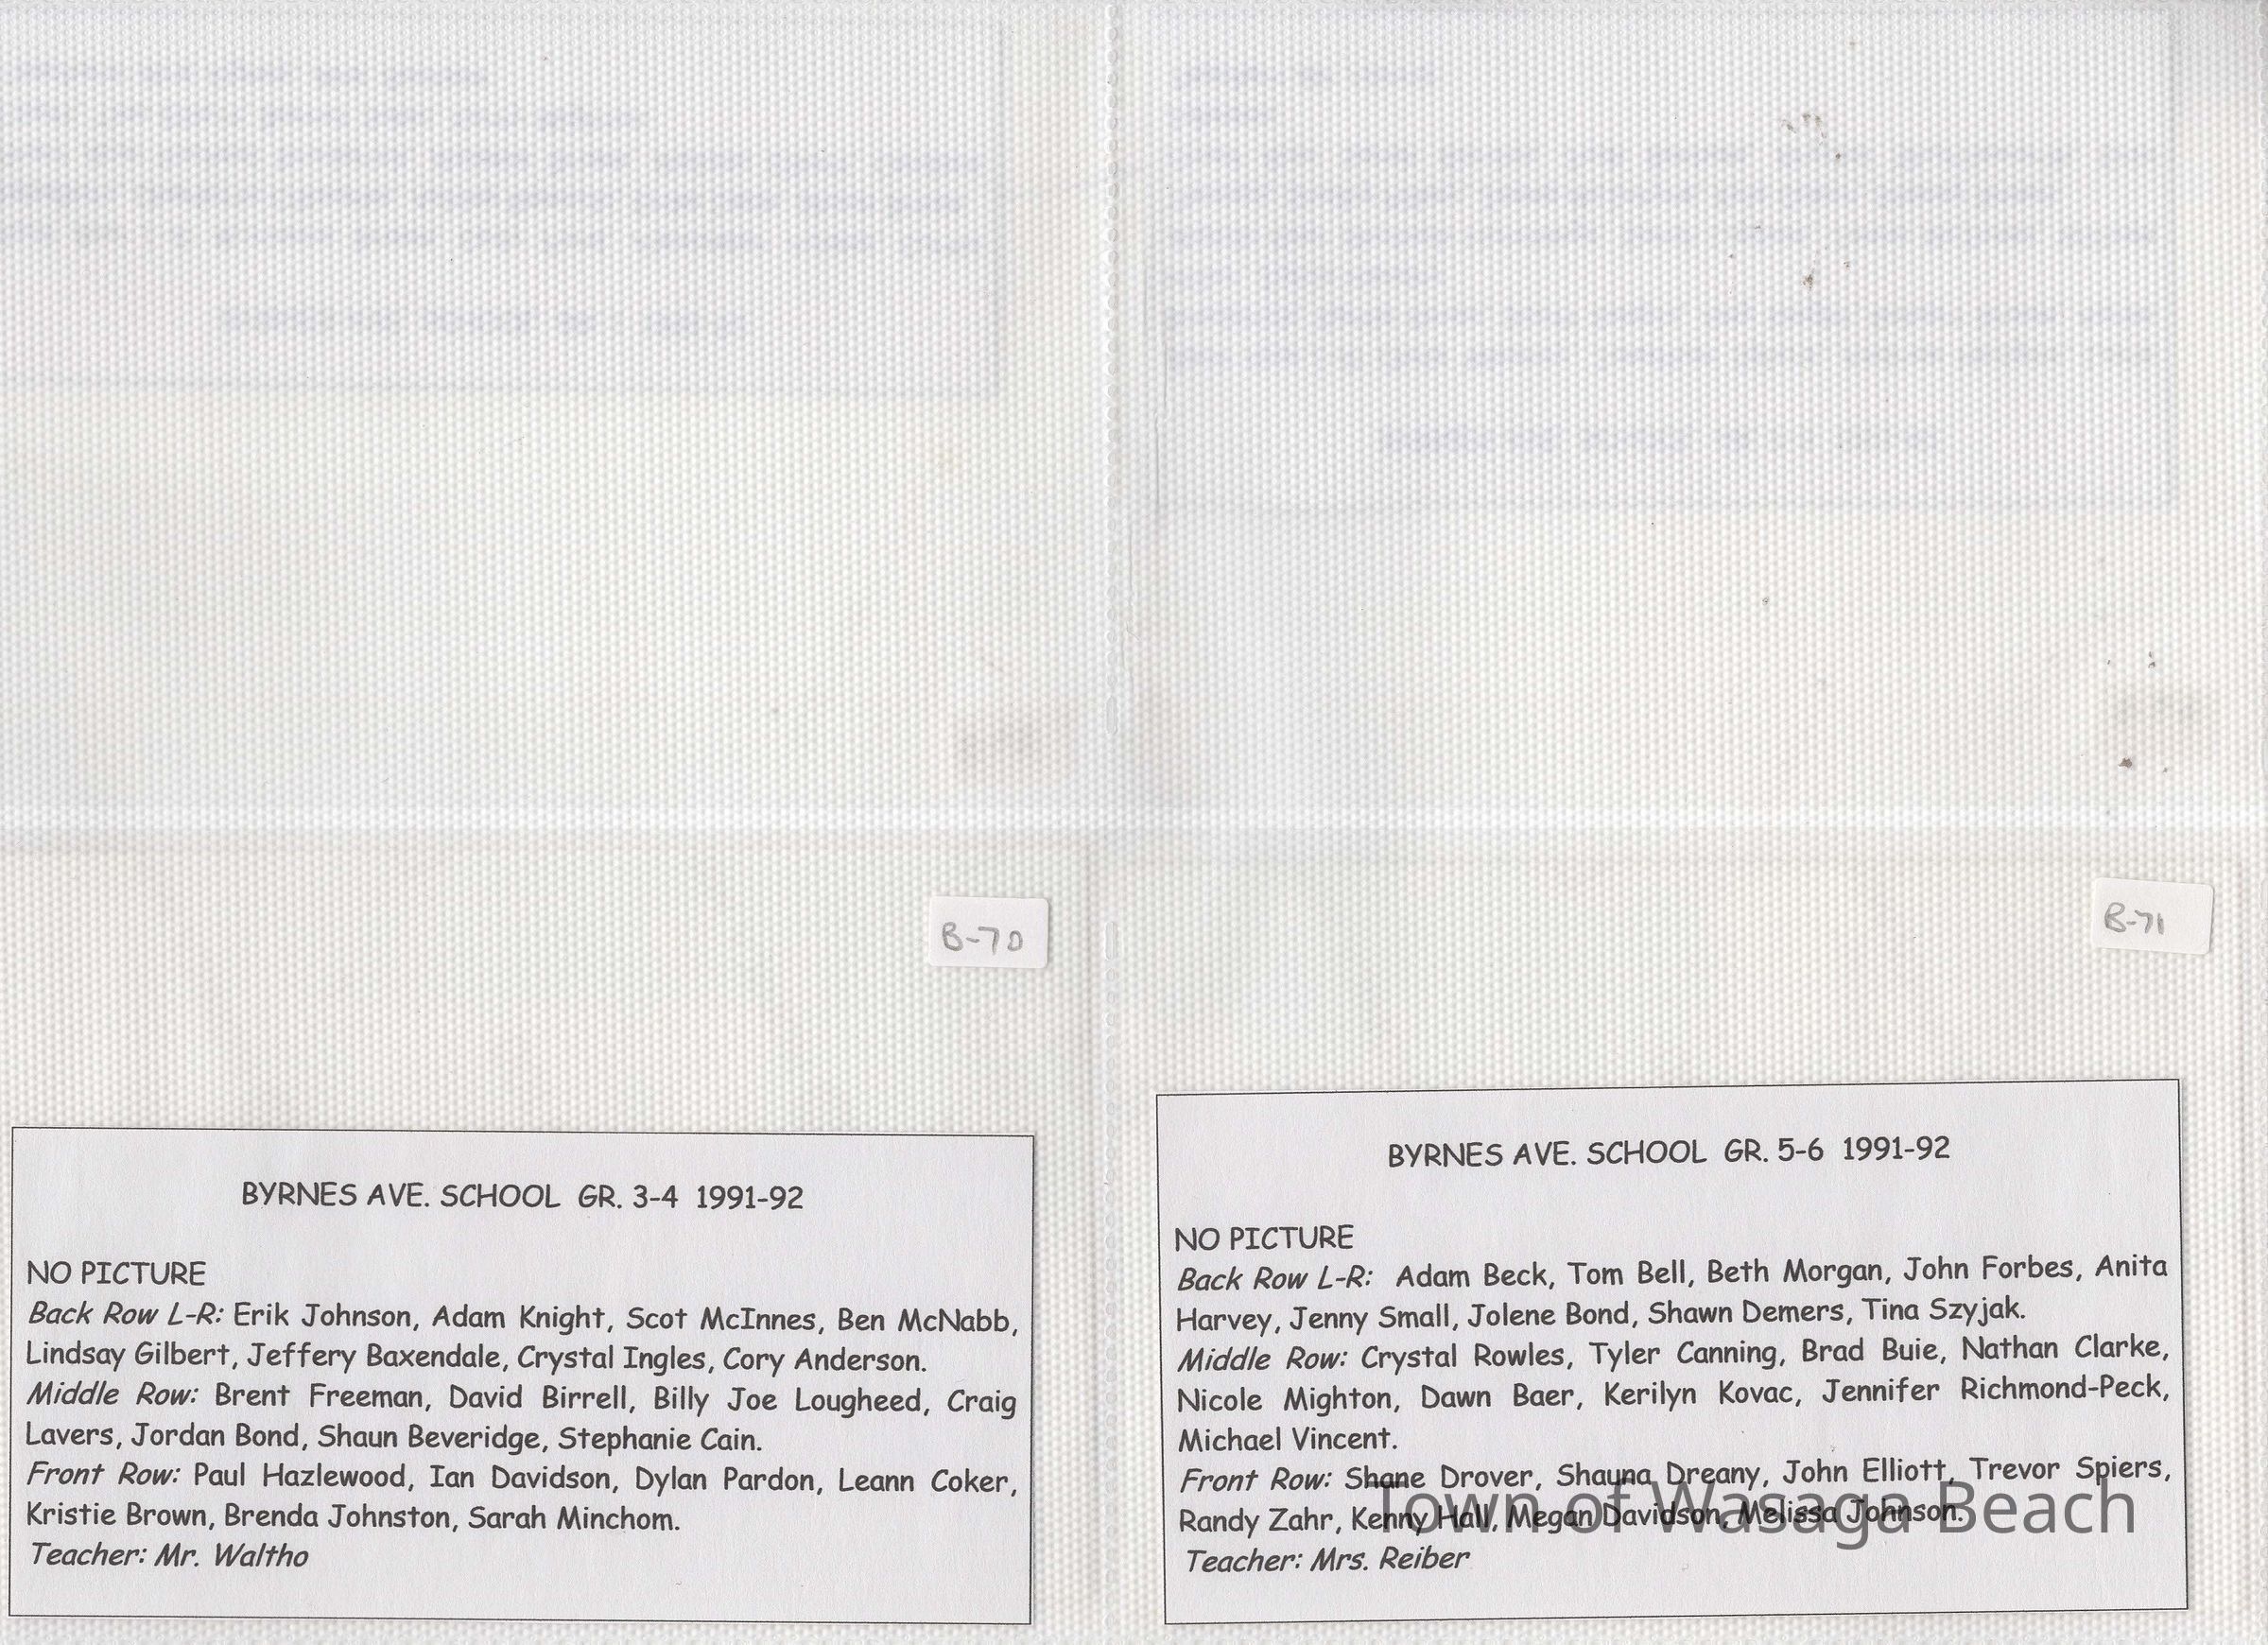 B-70
BYRNES AVE. SCHOOL GR. 3-4 1991-92
NO PICTURE
Back Row L-R: Erik Johnson, Adam Knight, Scot McInnes, Ben McNabb,
Lindsay Gilbert, Jeffery Baxendale, Crystal Ingles, Cory Anderson.
Middle Row: Brent Freeman, David Birrell, Billy Joe Lougheed, Craig
Lavers, Jordan Bond, Shaun Beveridge, Stephanie Cain.
Front Row: Paul Hazlewood, Ian Davidson, Dylan Pardon, Leann Coker,
Kristie Brown, Brenda Johnston, Sarah Minchom.
Teacher: Mr. Waltho
B-71
BYRNES AVE. SCHOOL GR. 5-6 1991-92
NO PICTURE
Back Row L-R: Adam Beck, Tom Bell, Beth Morgan, John Forbes, Anita
Harvey, Jenny Small, Jolene Bond, Shawn Demers, Tina Szyjak.
Middle Row: Crystal Rowles, Tyler Canning, Brad Buie, Nathan Clarke,
Nicole Mighton, Dawn Baer, Kerilyn Kovac, Jennifer Richmond-Peck,
Michael Vincent.
Front Row: Shane Drover, Shauna Dreany, John Elliott, Trevor Spiers,
Randy Zahr, Kenny Hall, Megan Davidson, Melissa Johnson.
Teacher: Mrs. Reiber
Town of Wasaga Beach